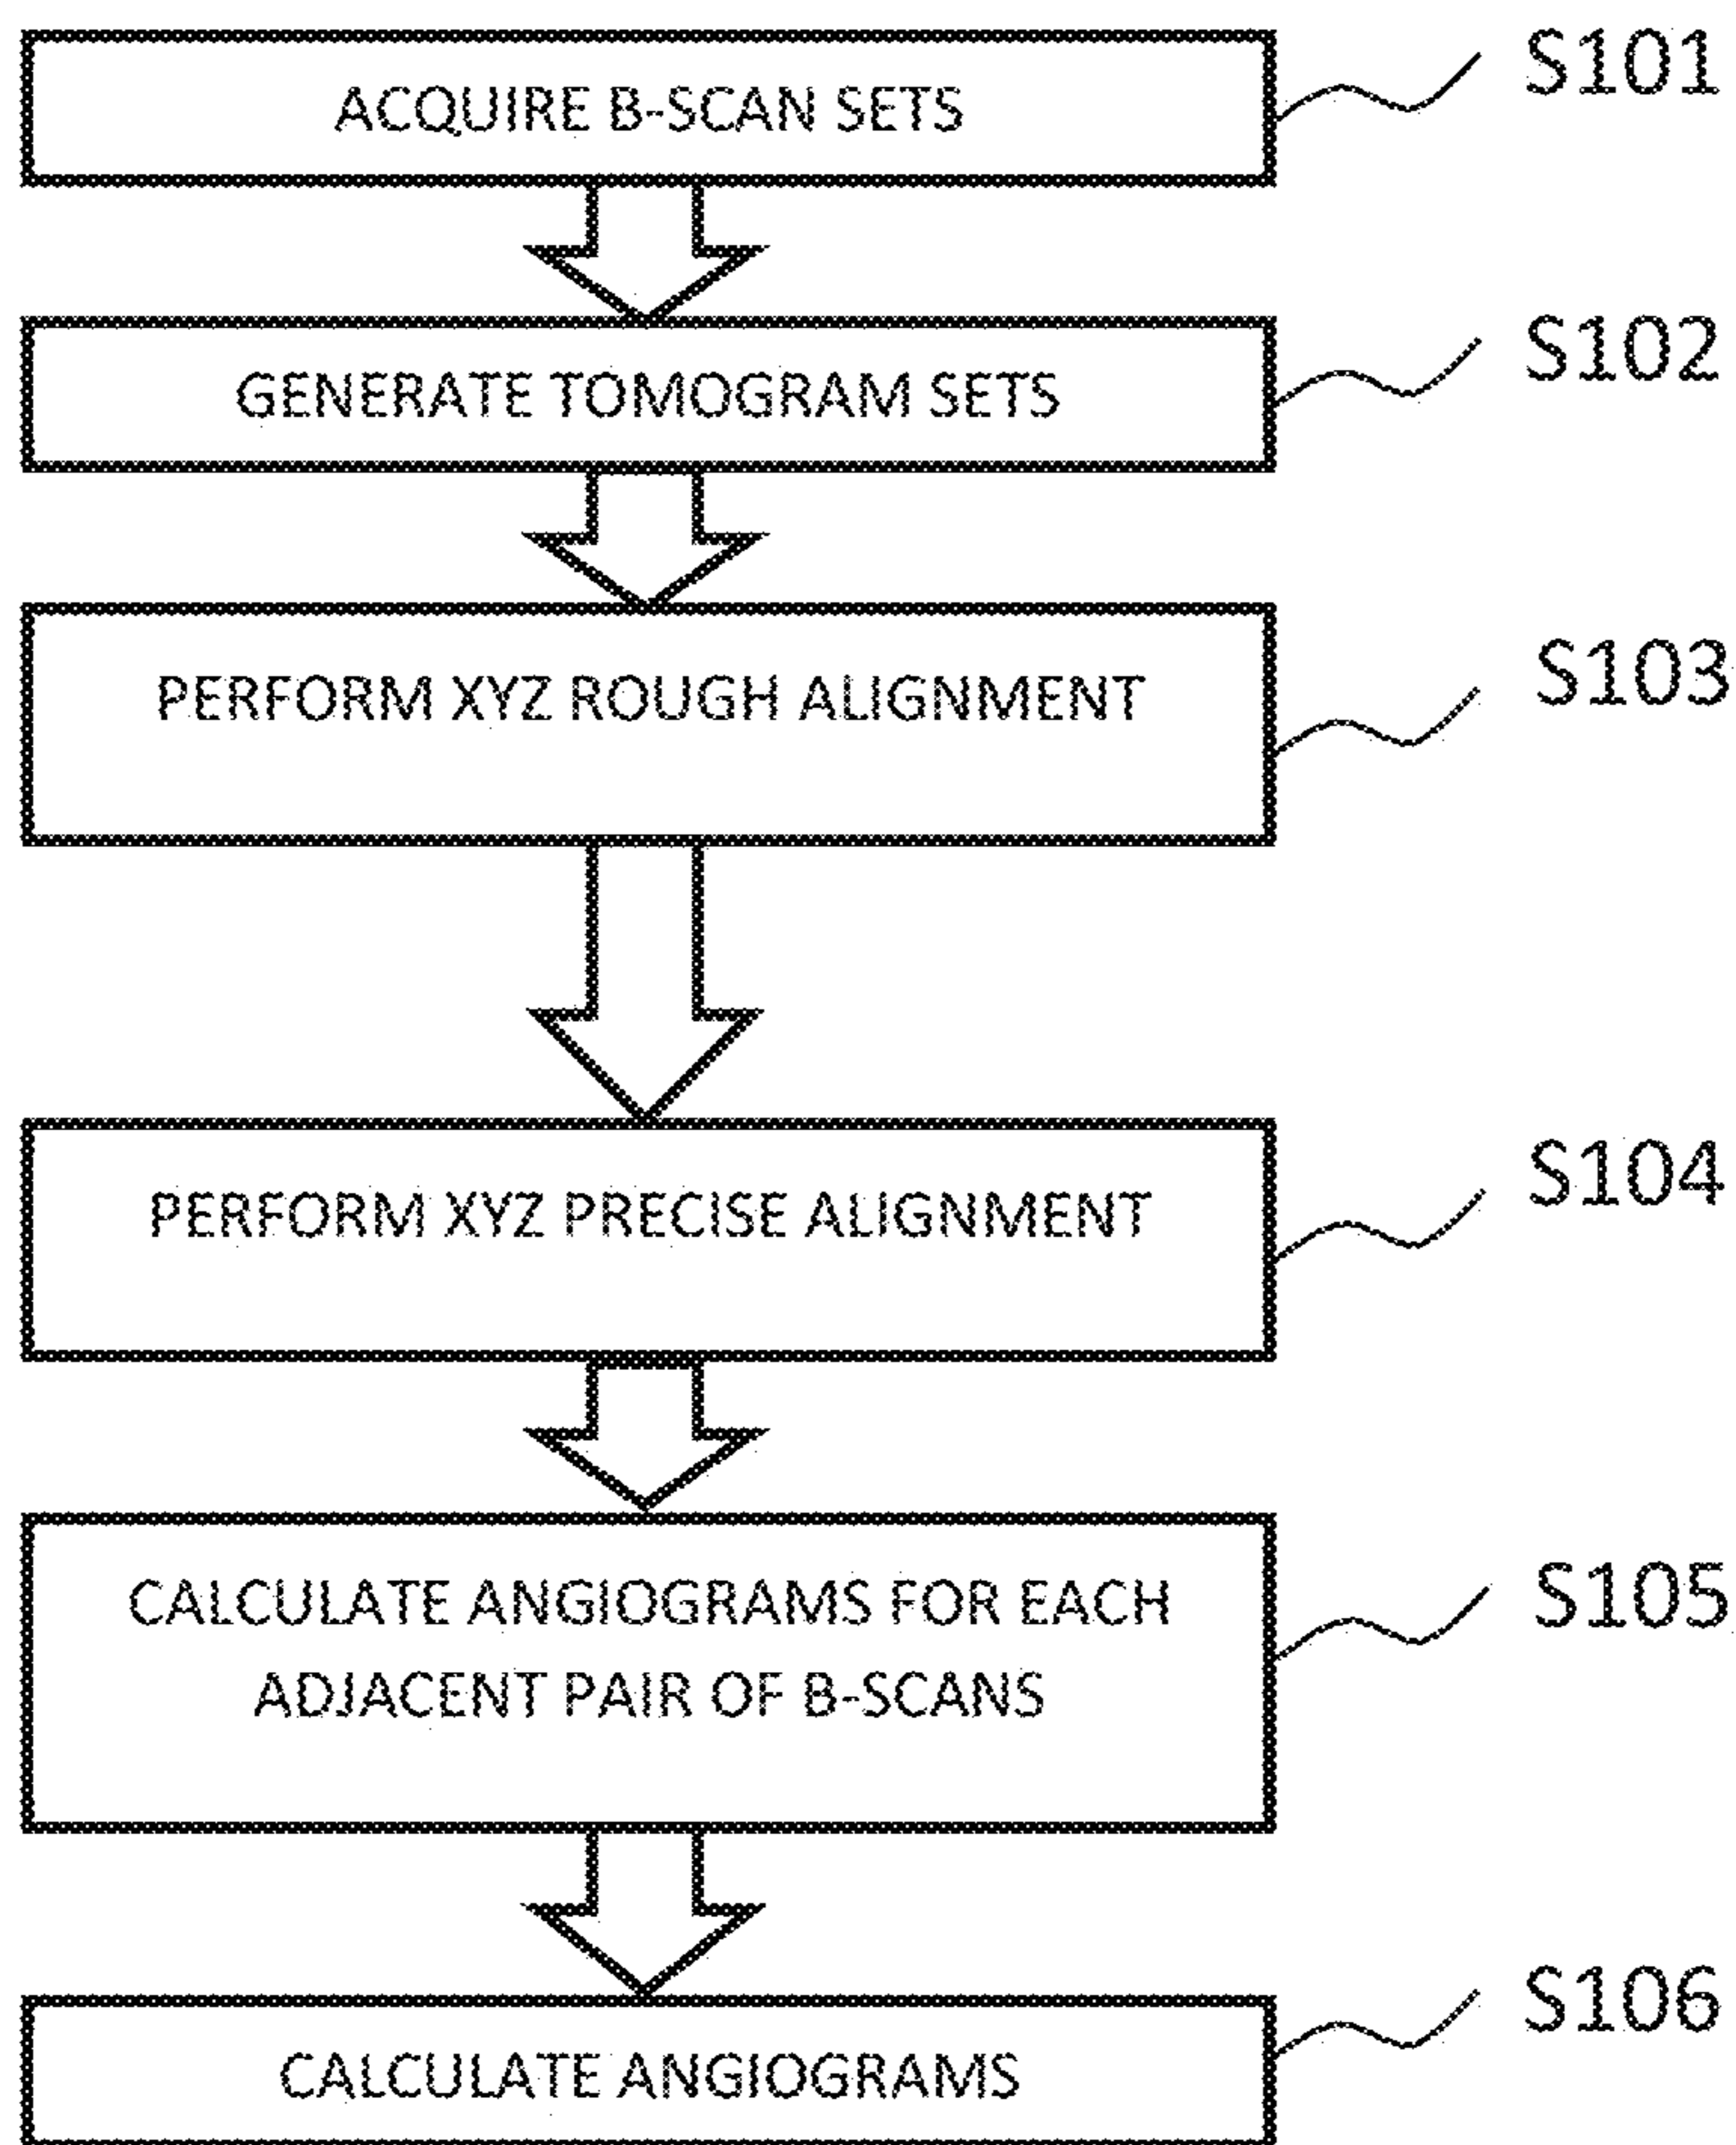 ACQUIRE B-SCAN SETS
S101
GENERATE TOMOGRAM SETS
S102
PERFORM XYZ ROUGH ALIGNMENT
S103
PERFORM XYZ PRECISE ALIGNMENT
S104
CALCULATE ANGIOGRAMS FOR EACH
ADJACENT PAIR OF B-SCANS
S105
CALCULATE ANGIOGRAMS
S106